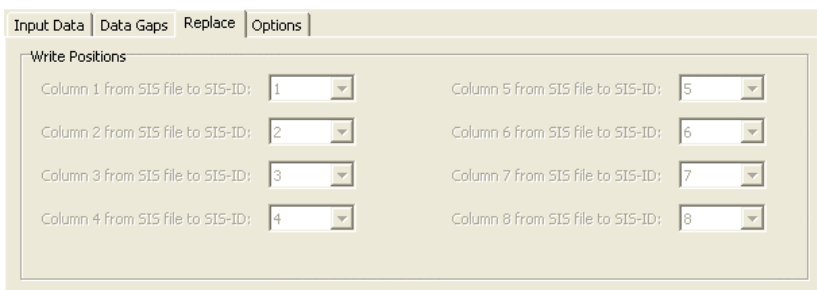 Input Data Data Gaps Replace Options
Write Positions
Column 1 from SIS file to SIS-ID: 1 Column 5 from SIS file to SIS-ID: 5
Column 2 from SIS file to SIS-ID: 2 Column 6 from SIS file to SIS-ID: 6
Column 3 from SIS file to SIS-ID: 3 Column 7 from SIS file to SIS-ID: 7
Column 4 from SIS file to SIS-ID: 4 Column 8 from SIS file to SIS-ID: 8